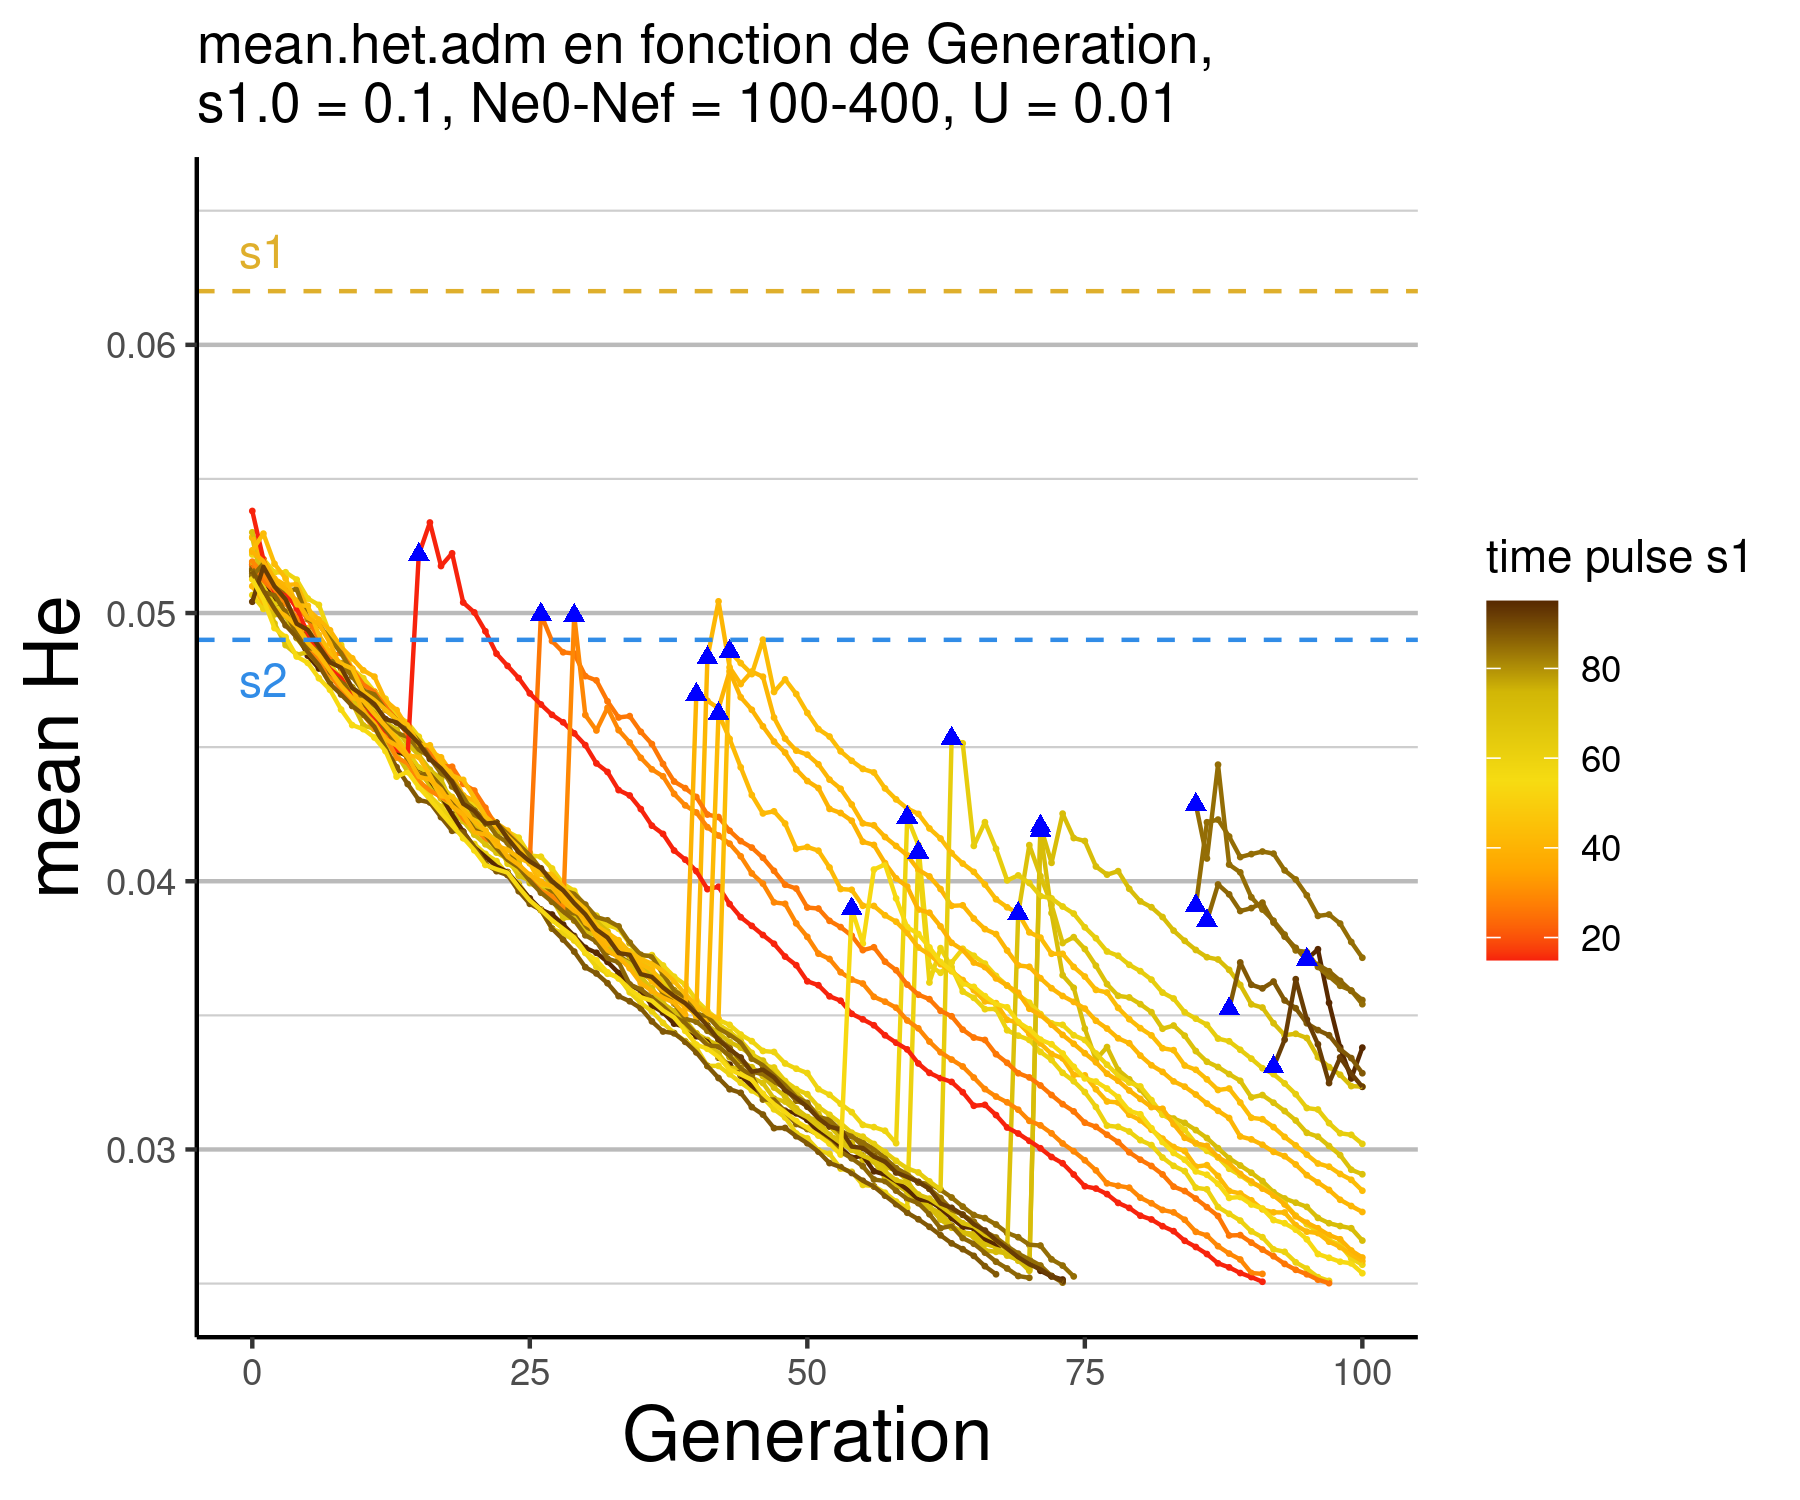 mean.het.adm en fonction de Generation,
s1.0 = 0.1, Ne0-Nef = 100-400, U = 0.01
s1
s2
0.06
0.05
0.04
0.03
mean He
0
25
50
75
100
Generation
time pulse s1
80
60
40
20